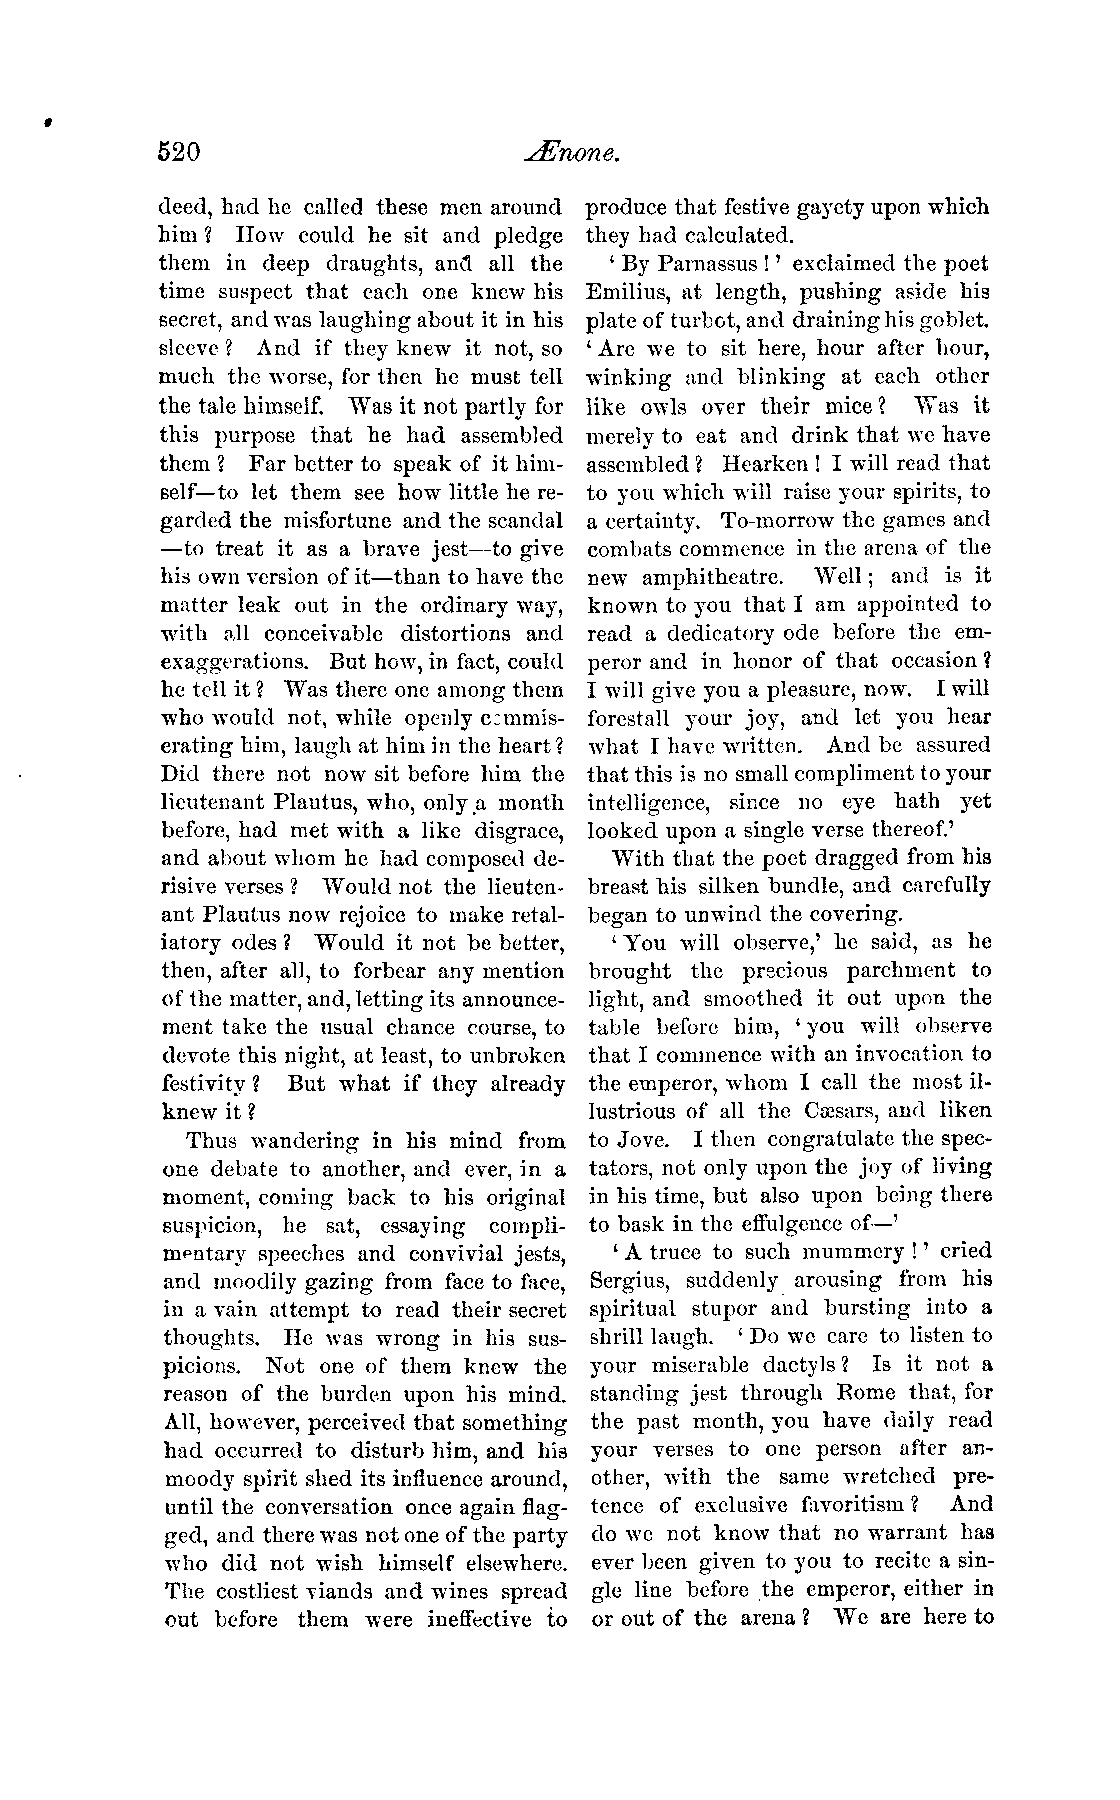 520
Ænone.
deed, had he called these men around
him? How could he sit and pledge
them in deep draughts, and all the
time suspect that each one knew his
secret, and was laughing about it in his
sleeve? And if they knew it not, so
much the worse, for then he must tell
the tale himself. Was it not partly for
this purpose that he had assembled
them? Far better to speak of it him-
self—to let them see how little he re-
garded the misfortune and the scandal
—to treat it as a brave jest—to give
his own version of it—than to have the
matter leak out in the ordinary way,
with all conceivable distortions and
exaggerations. But how, in fact, could
he tell it? Was there one among them
who would not, while openly commis-
erating him, laugh at him in the heart?
Did there not now sit before him the
lieutenant Plautus, who, only a month
before, had met with a like disgrace,
and about whom he had composed de-
risive verses? Would not the lieuten-
ant Plautus now rejoice to make retal-
iatory odes? Would it not be better,
then, after all, to forbear any mention
of the matter, and, letting its announce-
ment take the usual chance course, to
devote this night, at least, to unbroken
festivity? But what if they already
knew it?
Thus wandering in his mind from
one debate to another, and ever, in a
moment, coming back to his original
suspicion, he sat, essaying compli-
mentary speeches and convivial jests,
and moodily gazing from face to face,
in a vain attempt to read their secret
thoughts. He was wrong in his sus-
picions. Not one of them knew the
reason of the burden upon his mind.
All, however, perceived that something
had occurred to disturb him, and his
moody spirit shed its influence around,
until the conversation once again flag-
ged, and there was not one of the party
who did not wish himself elsewhere.
The costliest viands and wines spread
out before them were ineffective to
produce that festive gayety upon which
they had calculated.
'By Parnassus!' exclaimed the poet
Emilius, at length, pushing aside his
plate of turbot, and draining his goblet.
'Are we to sit here, hour after hour,
winking and blinking at each other
like owls over their mice? Was it
merely to eat and drink that we have
assembled? Hearken! I will read that
to you which will raise your spirits, to
a certainty. To-morrow the games and
combats commence in the arena of the
new amphitheatre. Well; and is it
known to you that I am appointed to
read a dedicatory ode before the em-
peror and in honor of that occasion?
I will give you a pleasure, now. I will
forestall your joy, and let you hear
what I have written. And be assured
that this is no small compliment to your
intelligence, since no eye hath yet
looked upon a single verse thereof.'
With that the poet dragged from his
breast his silken bundle, and carefully
began to unwind the covering.
'You will observe,' he said, as he
brought the precious parchment to
light, and smoothed it out upon the
table before him, 'you will observe
that I commence with an invocation to
the emperor, whom I call the most il-
lustrious of all the Cæsars, and liken
to Jove. I then congratulate the spec-
tators, not only upon the joy of living
in his time, but also upon being there
to bask in the effulgence of—'
'A truce to such mummery!' cried
Sergius, suddenly arousing from his
spiritual stupor and bursting into a
shrill laugh. 'Do we care to listen to
your miserable dactyls? Is it not a
standing jest through Rome that, for
the past month, you have daily read
your verses to one person after an-
other, with the same wretched pre-
tence of exclusive favoritism? And
do we not know that no warrant has
ever been given to you to recite a sin-
gle line before the emperor, either in
or out of the arena? We are here to